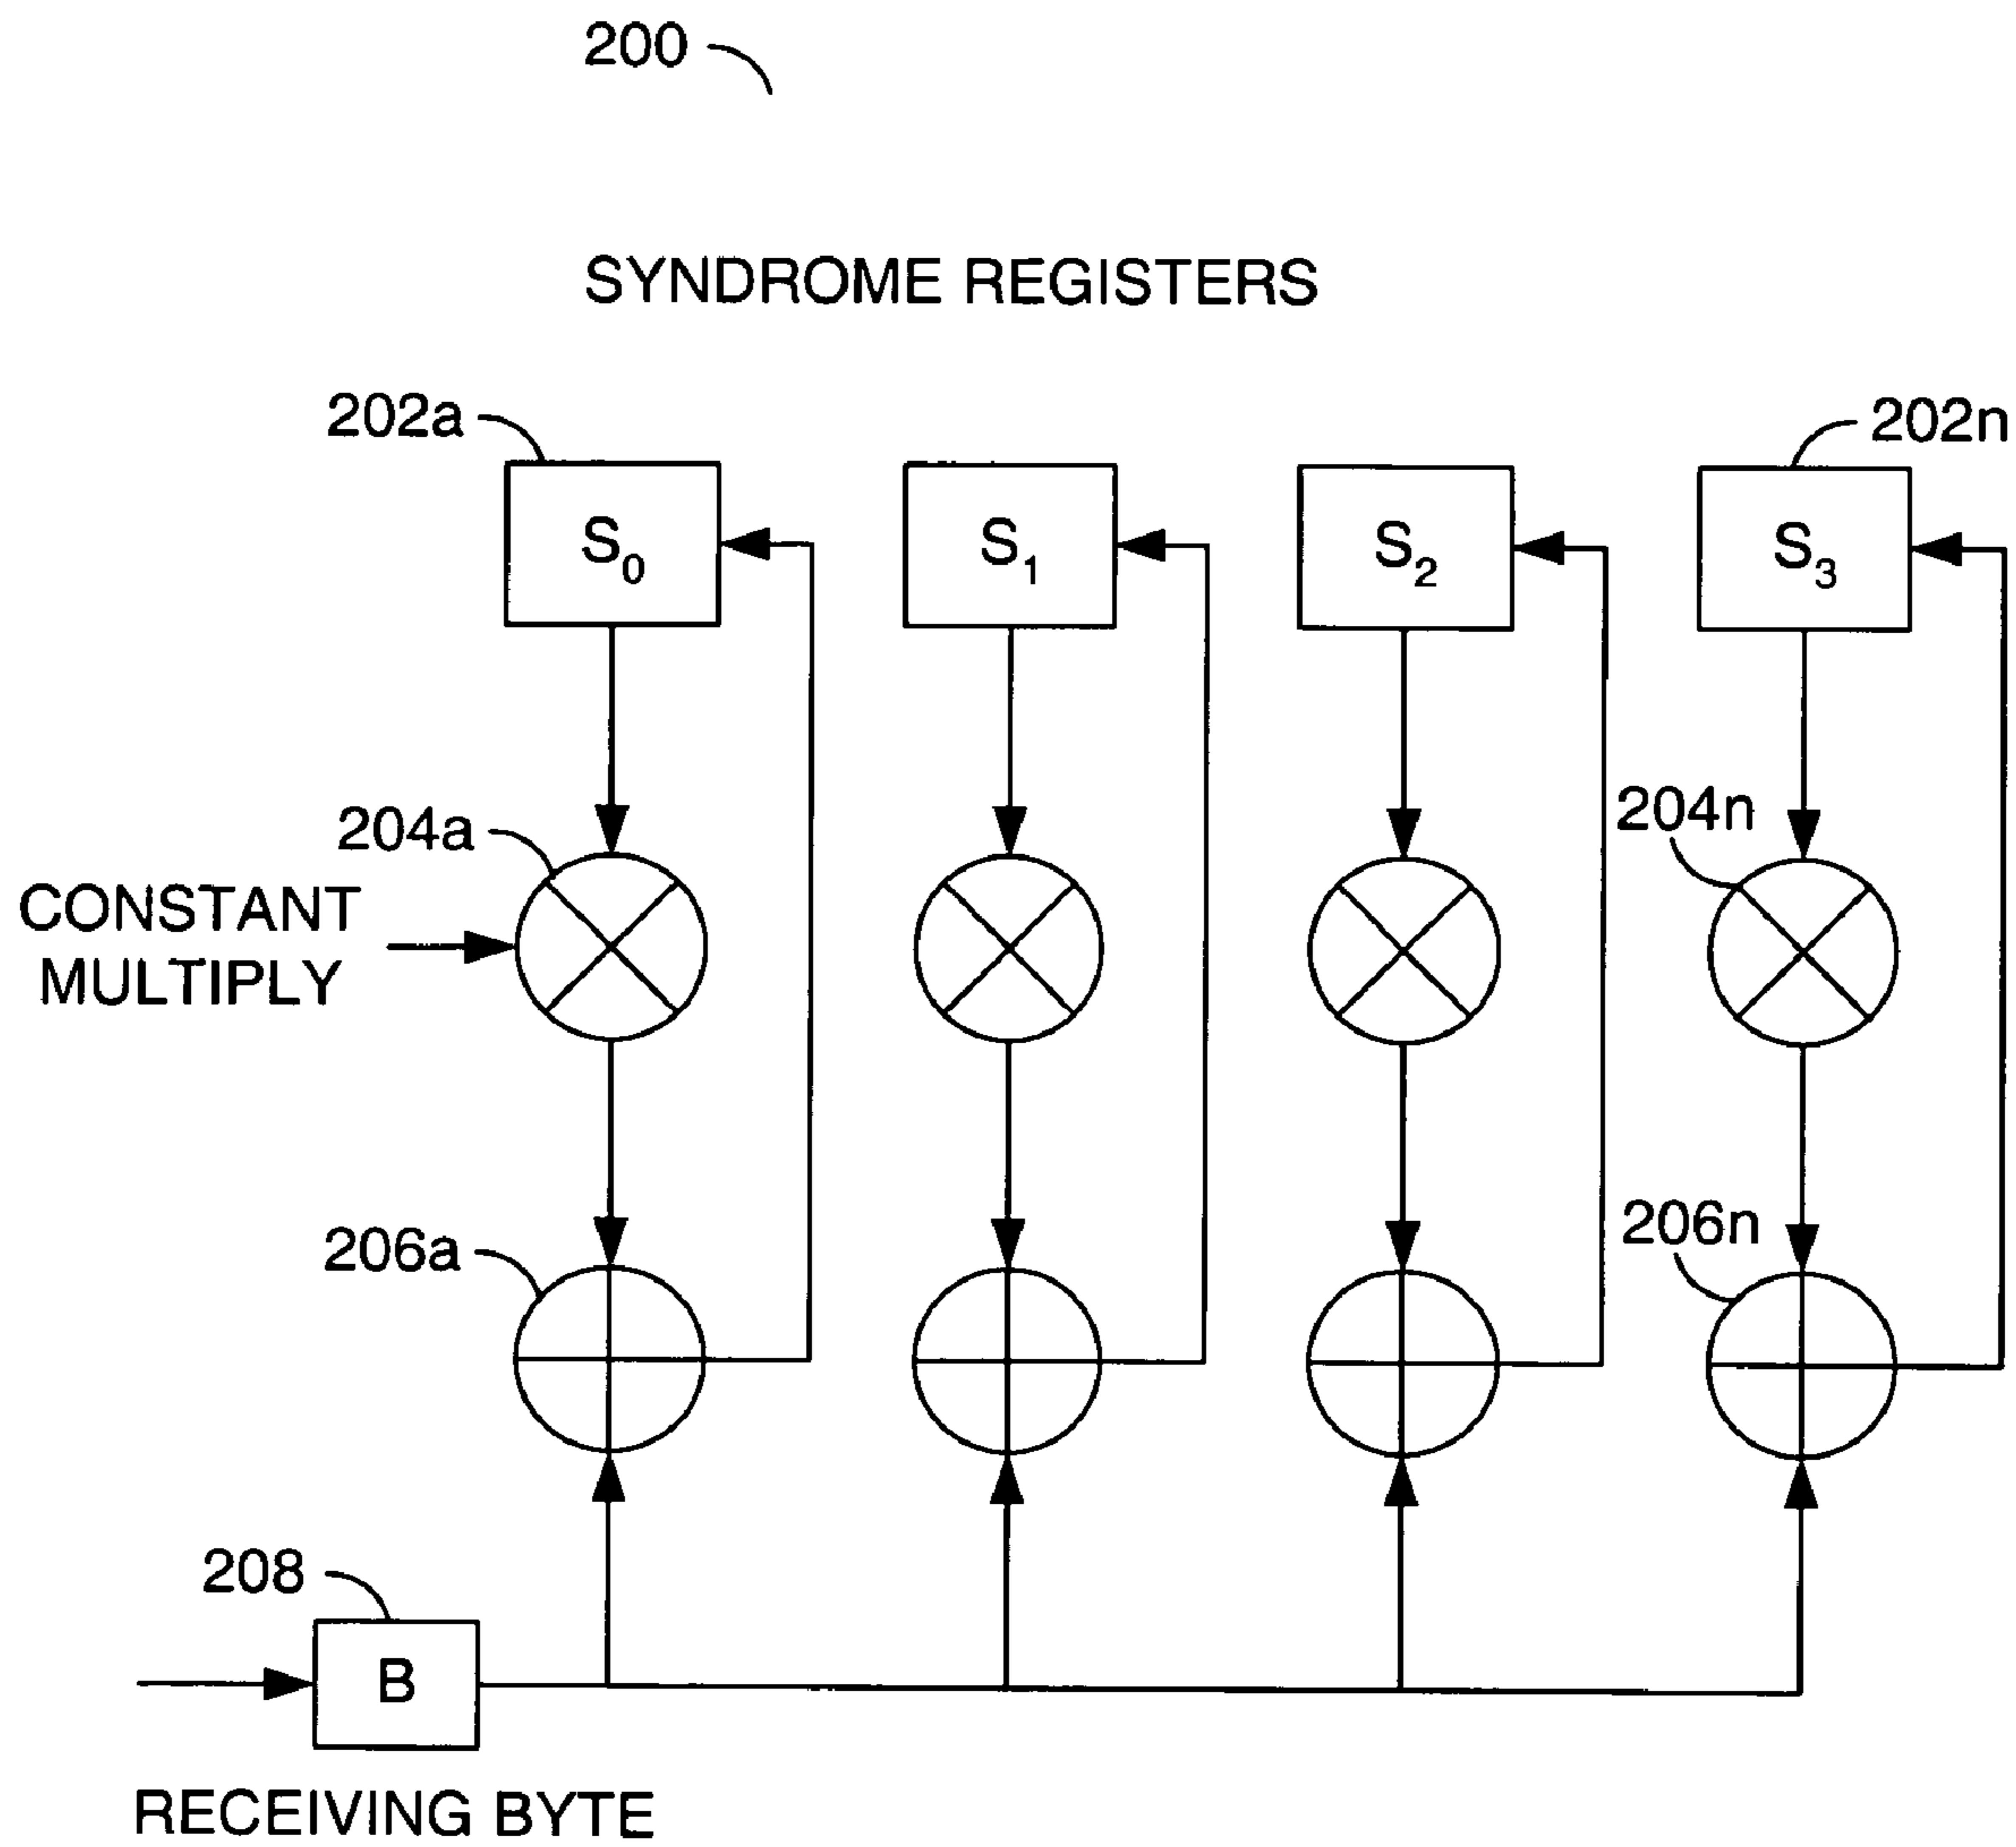 200
SYNDROME REGISTERS
202a
202n
S0
S1
S2
S3
204a
204n
CONSTANT
MULTIPLY
206a
206n
208
B
RECEIVING BYTE